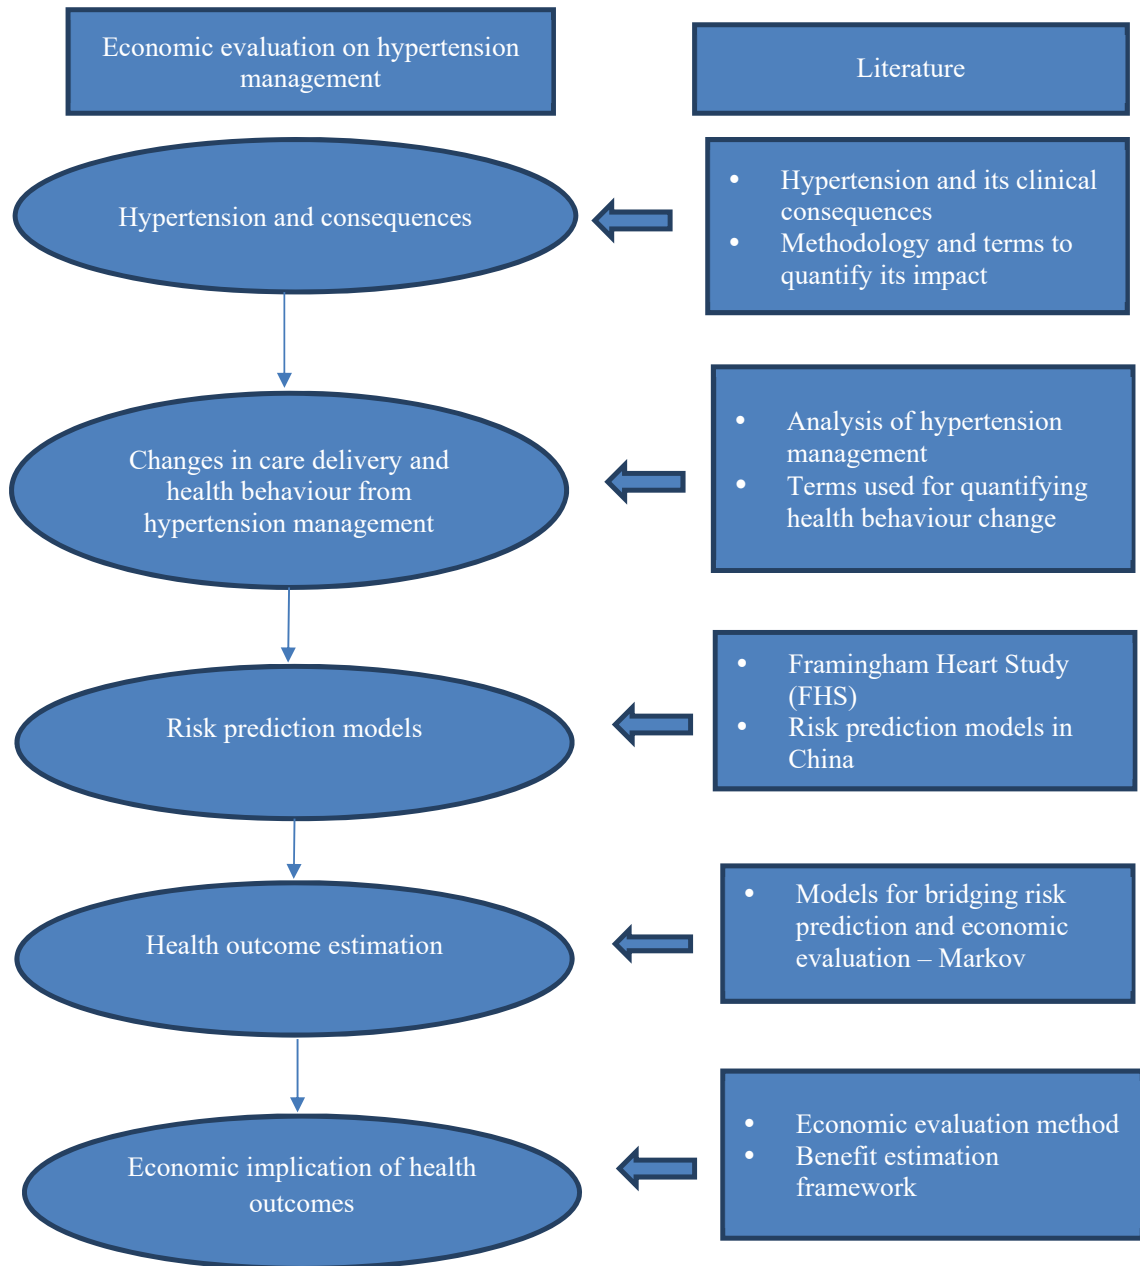 Economic evaluation on hypertension
management
Literature
Hypertension and consequences
• Hypertension and its clinical
consequences
• Methodology and terms to
quantify its impact
Changes in care delivery and
health behaviour from
hypertension management
• Analysis of hypertension
management
• Terms used for quantifying
health behaviour change
Risk prediction models
• Framingham Heart Study
(FHS)
• Risk prediction models in
China
Health outcome estimation
• Models for bridging risk
prediction and economic
evaluation – Markov
Economic implication of health
outcomes
• Economic evaluation method
• Benefit estimation
framework